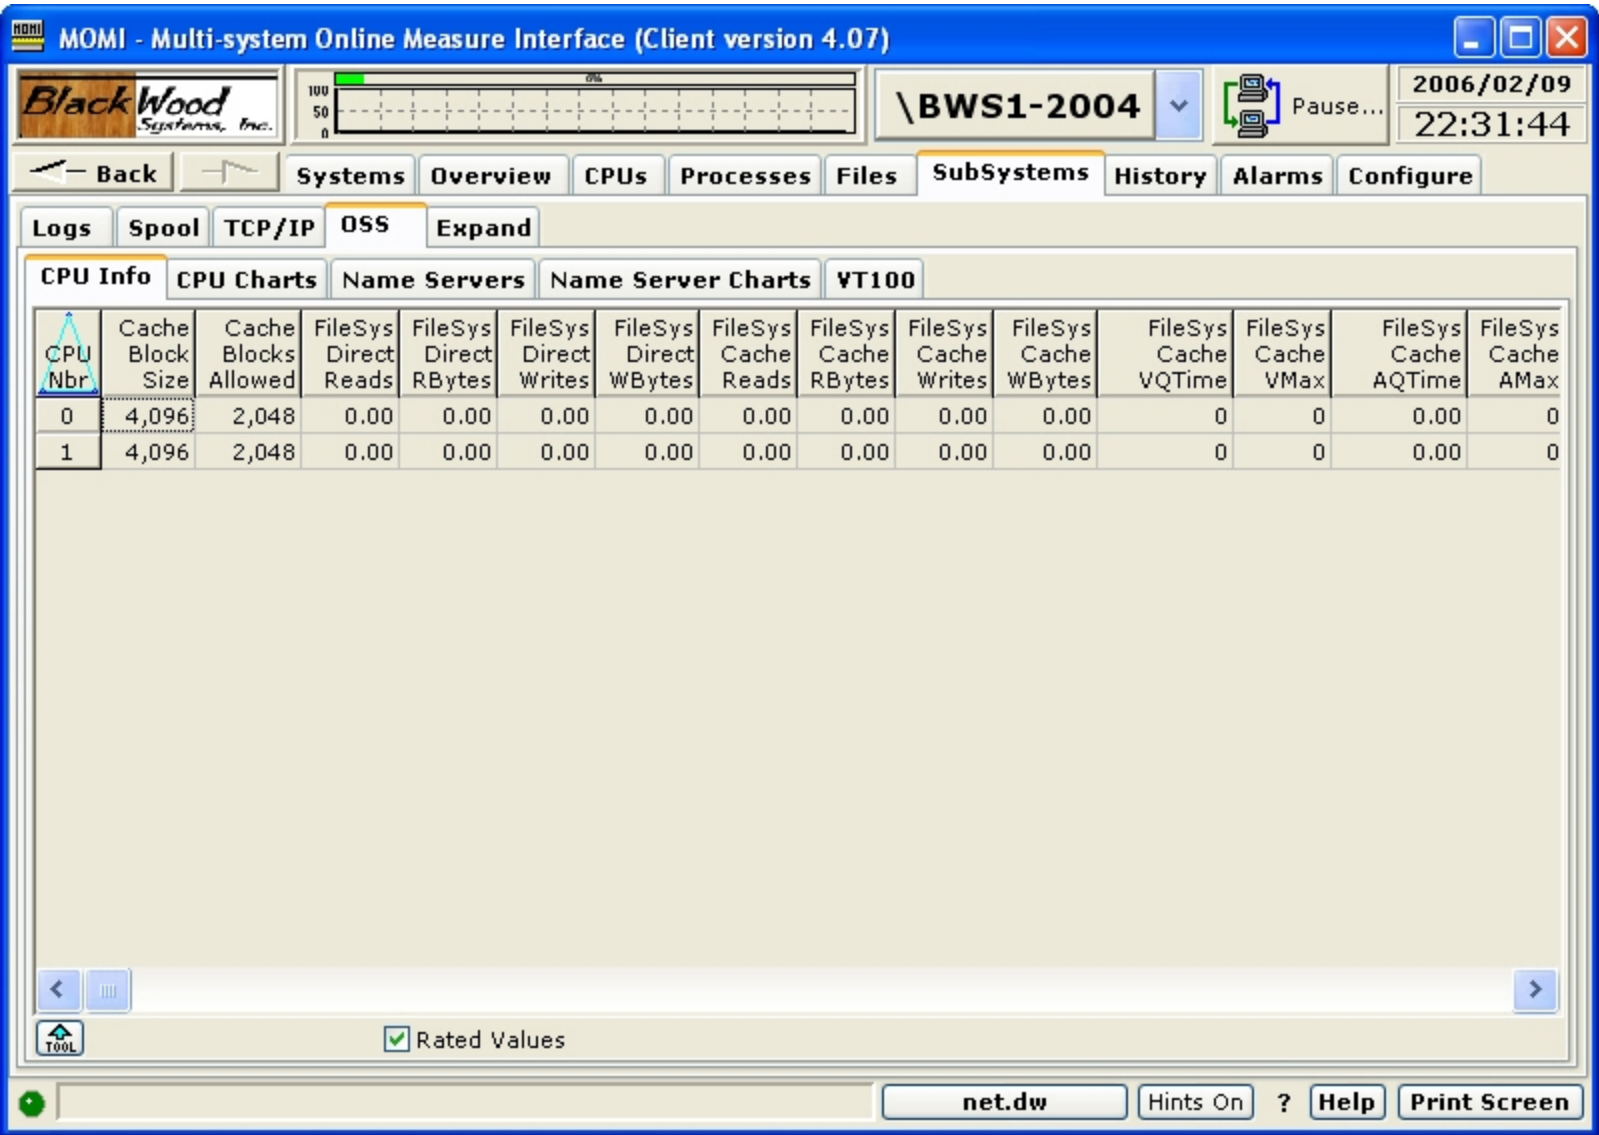 MOMI MOMI - Multi-system Online Measure Interface (Client version 4.07)
BlackWood Systems, Inc.
0%
100
50
0
\BWS1-2004
Pause...
2006/02/09
22:31:44
Back Systems Overview CPUs Processes Files SubSystems History Alarms Configure
Logs Spool TCP/IP OSS Expand
CPU Info CPU Charts Name Servers Name Server Charts VT100
Cache Cache FileSys FileSys FileSys FileSys FileSys FileSys FileSys FileSys FileSys FileSys FileSys FileSys
CPU Block Blocks Direct Direct Direct Direct Cache Cache Cache Cache Cache Cache Cache Cache
Nbr Size Allowed Reads RBytes Writes WBytes Reads RBytes Writes WBytes VQTime VMax AQTime AMax
0 4,096 2,048 0.00 0.00 0.00 0.00 0.00 0.00 0.00 0.00 0 0 0.00 0
1 4,096 2,048 0.00 0.00 0.00 0.00 0.00 0.00 0.00 0.00 0 0 0.00 0
TOOL Rated Values
net.dw Hints On ? Help Print Screen